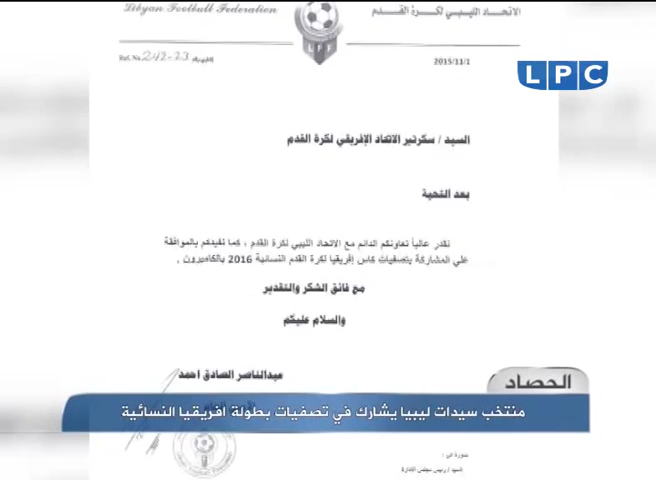 Libyan Football Federation
الاتحاد الليبي لكرة القدم
LFF
Ref. No 242-23
2015/11/1
LPC
السيد / سكرتير الاتحاد الإفريقي لكرة القدم
بعد التحية
نقدر عالياً تعاونكم الدائم مع الاتحاد الليبي لكرة القدم , كما نفيدكم بالموافقة
على المشاركة بتصفيات كاس إفريقيا لكرة القدم النسائية 2016 بالكاميرون .
مع فائق الشكر والتقدير
والسلام عليكم
عبدالناصر الصادق احمد
الحصاد
منتخب سيدات ليبيا يشارك في تصفيات بطولة افريقيا النسائية
صورة الى :
السيد / رئيس مجلس الادارة